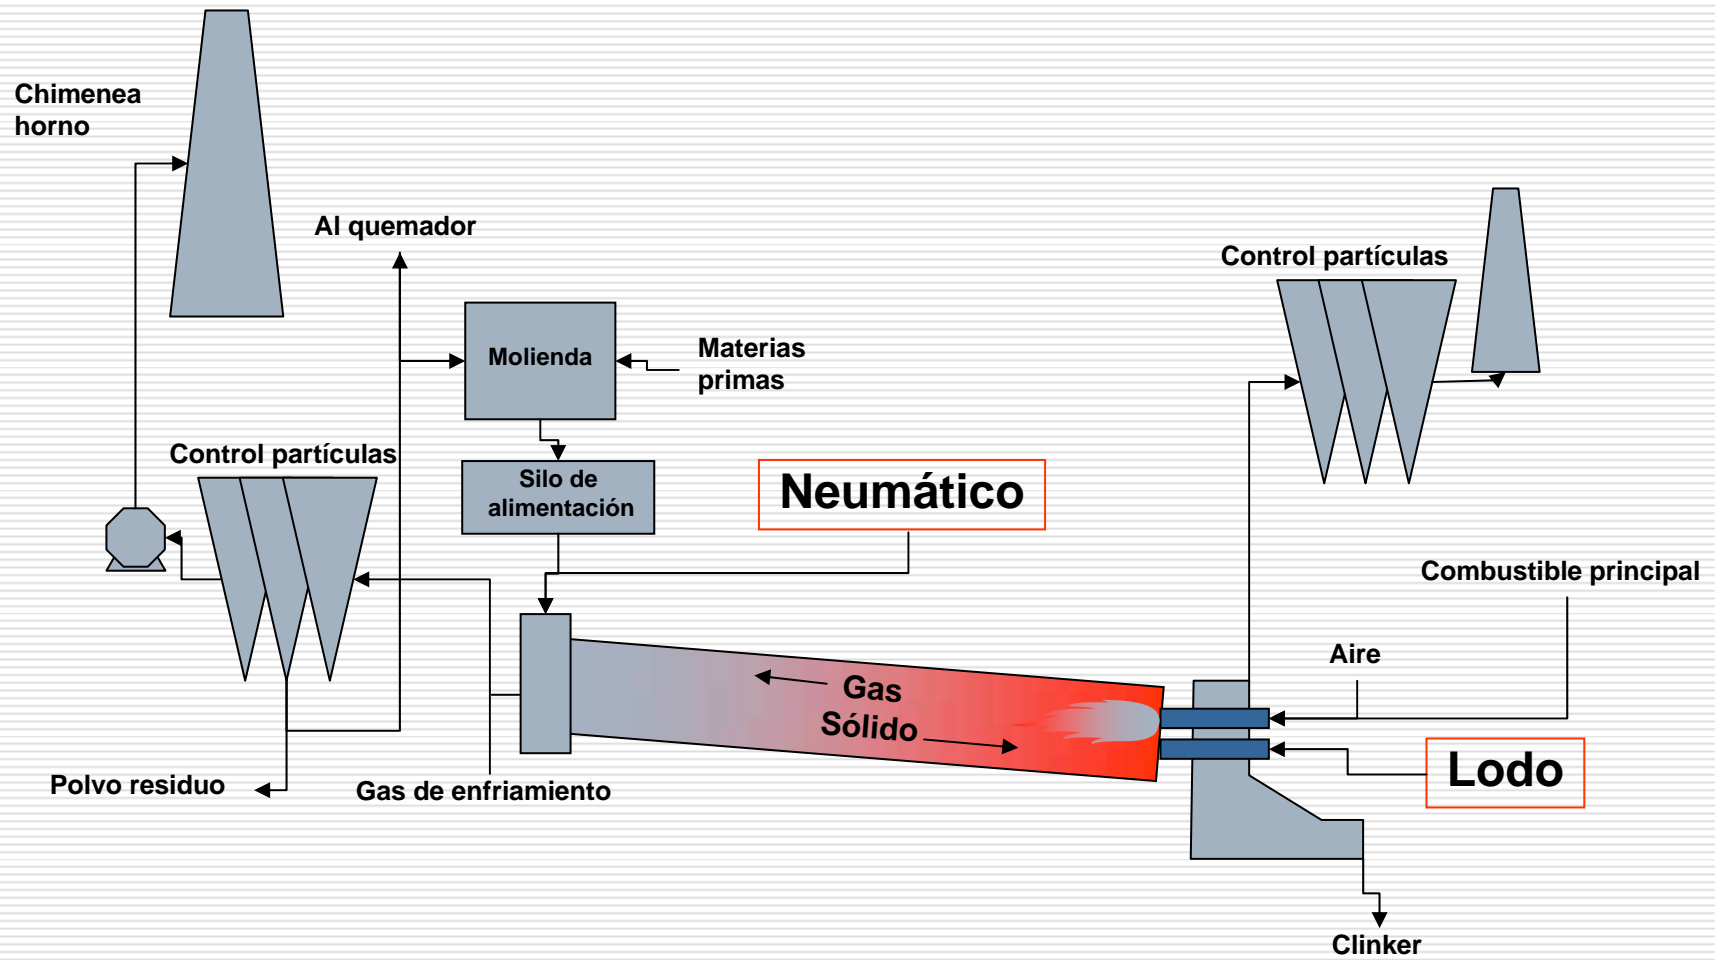 Chimenea
horno
Al quemador
Control partículas
Molienda
Materias
primas
Control partículas
Silo de
alimentación
Neumático
Combustible principal
Aire
Gas
Sólido
Lodo
Polvo residuo
Gas de enfriamiento
Clinker